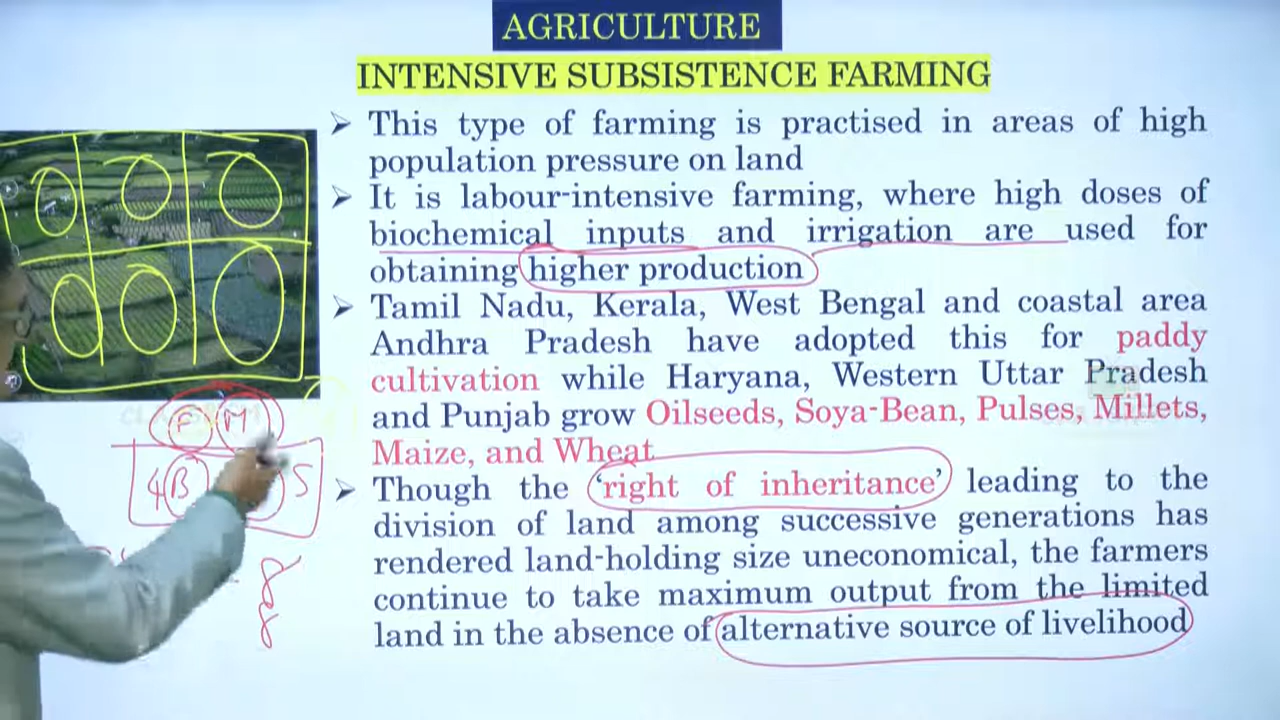 AGRICULTURE
INTENSIVE SUBSISTENCE FARMING
➤ This type of farming is practised in areas of high
population pressure on land
➤ It is labour-intensive farming, where high doses of
biochemical inputs and irrigation are used for
obtaining higher production
➤ Tamil Nadu, Kerala, West Bengal and coastal area
Andhra Pradesh have adopted this for paddy
cultivation while Haryana, Western Uttar Pradesh
and Punjab grow Oilseeds, Soya-Bean, Pulses, Millets,
Maize, and Wheat
➤ Though the ‘right of inheritance’ leading to the
division of land among successive generations has
rendered land-holding size uneconomical, the farmers
continue to take maximum output from the limited
land in the absence of alternative source of livelihood
F M
4 B S